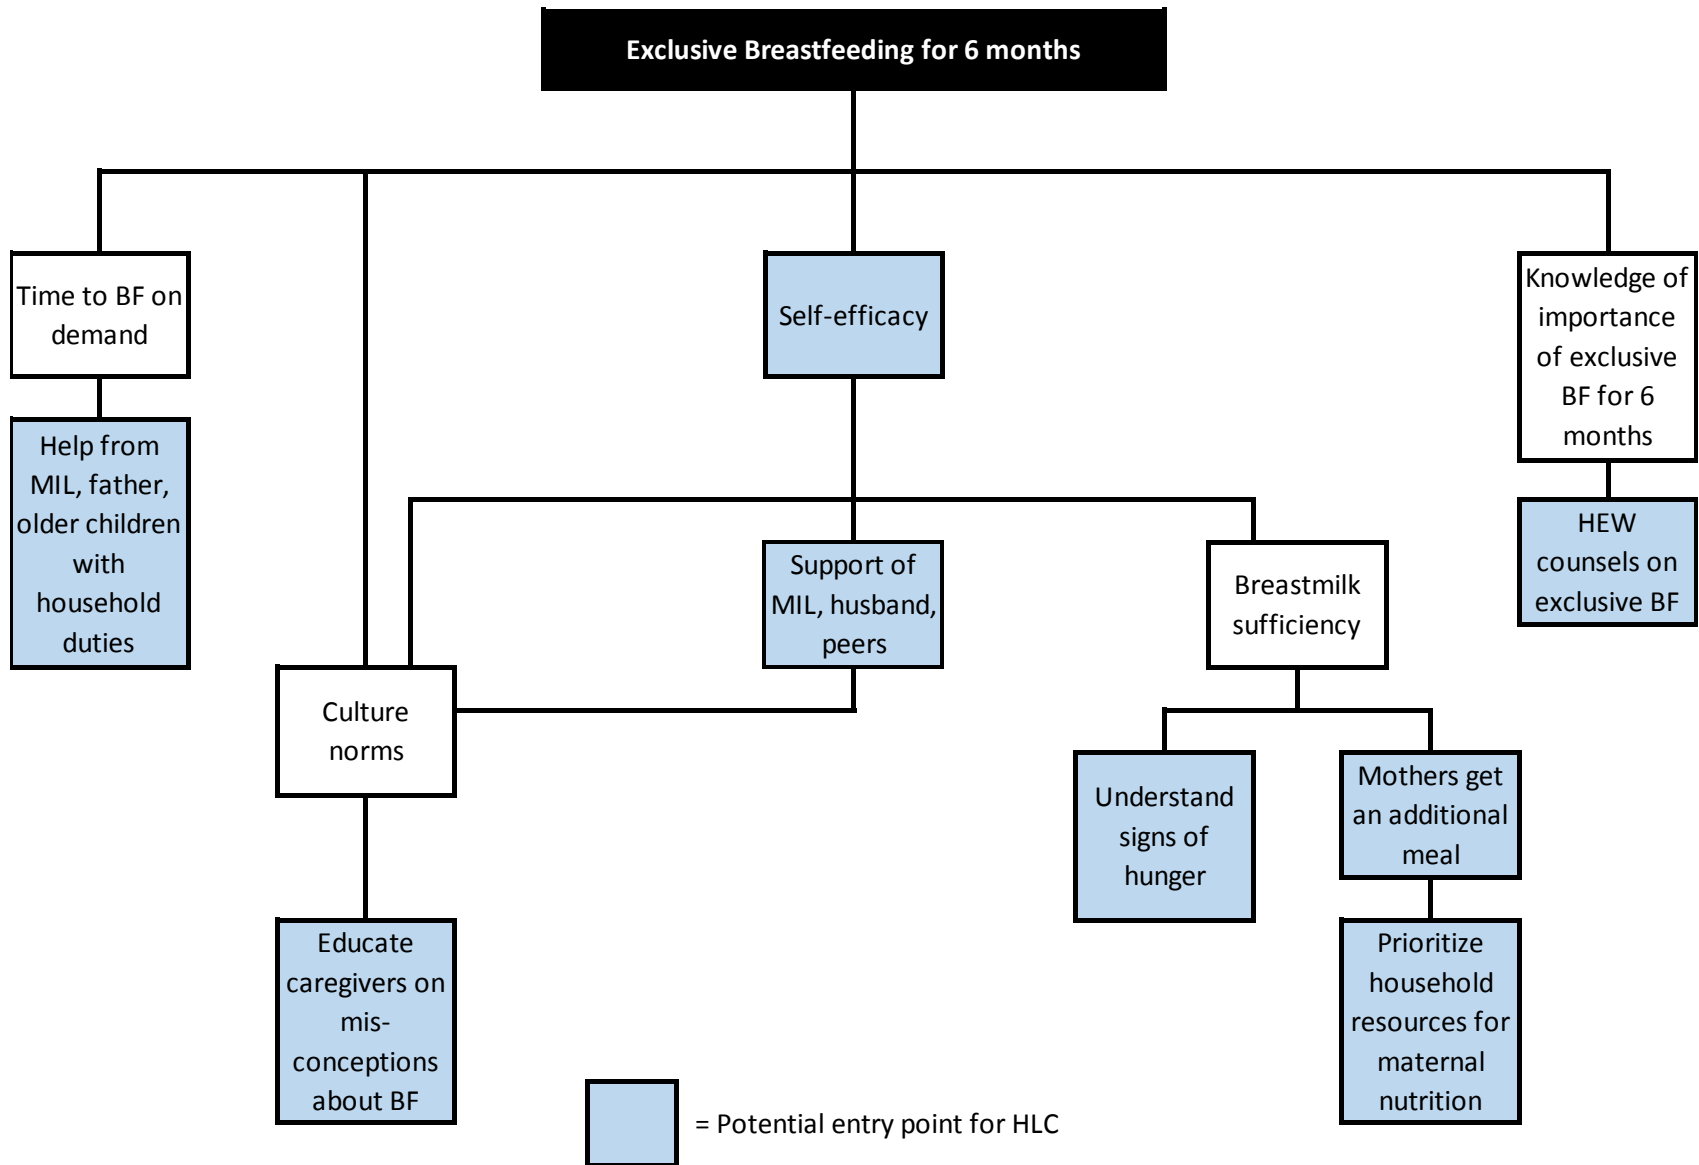 Exclusive Breastfeeding for 6 months
Time to BF on
demand
Self-efficacy
Knowledge of
importance
of exclusive
BF for 6
months
Help from
MIL, father,
older children
with
household
duties
HEW
counsels on
exclusive BF
Support of
MIL, husband,
peers
Breastmilk
sufficiency
Culture
norms
Understand
signs of
hunger
Mothers get
an additional
meal
Educate
caregivers on
mis-
conceptions
about BF
Prioritize
household
resources for
maternal
nutrition
= Potential entry point for HLC